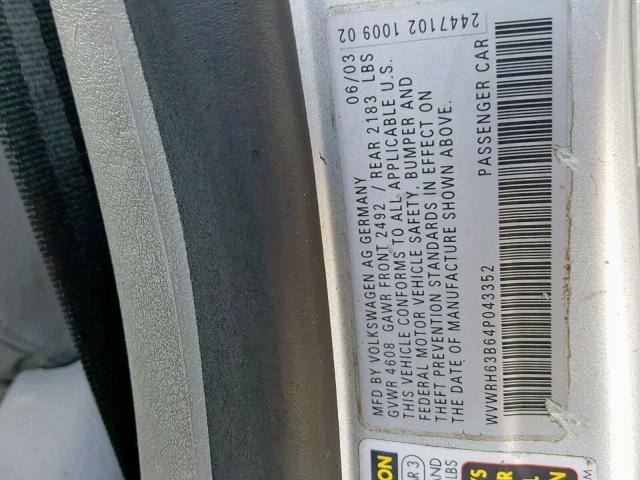 2447102 1009 02
MFD BY VOLKSWAGEN AG GERMANY 06/03
GVWR 4608 GAWR FRONT 2492 / REAR 2183 LBS
THIS VEHICLE CONFORMS TO ALL APPLICABLE U.S.
FEDERAL MOTOR VEHICLE SAFETY, BUMPER AND
THEFT PREVENTION STANDARDS IN EFFECT ON
THE DATE OF MANUFACTURE SHOWN ABOVE.
WVWRH63B64P043352 PASSENGER CAR